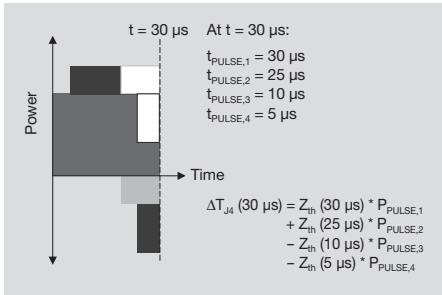 t = 30 µs
At t = 30 µs:
tPULSE,1 = 30 µs
tPULSE,2 = 25 µs
tPULSE,3 = 10 µs
tPULSE,4 = 5 µs
Power
Time
ΔTJ4 (30 µs) = Zth (30 µs) * PPULSE,1
+ Zth (25 µs) * PPULSE,2
− Zth (10 µs) * PPULSE,3
− Zth (5 µs) * PPULSE,4